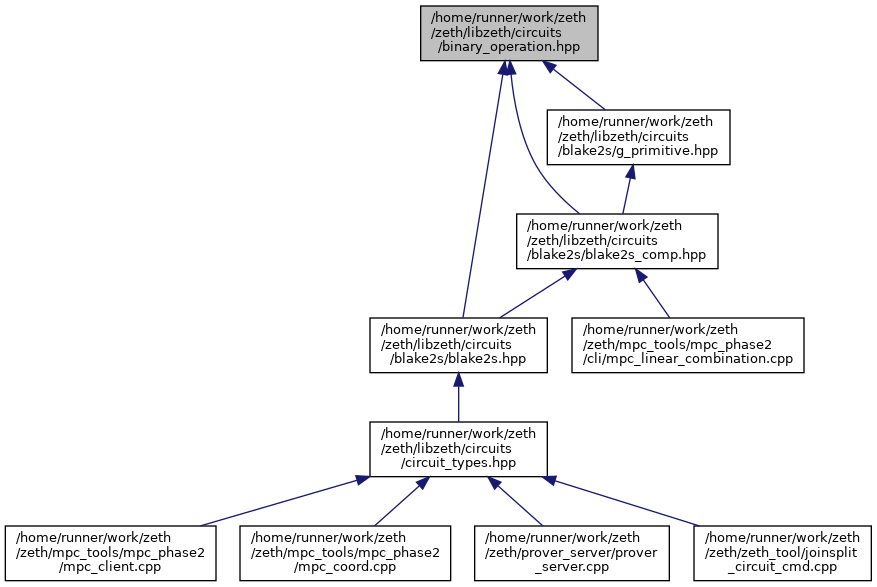 /home/runner/work/zeth
/zeth/libzeth/circuits
/binary_operation.hpp
/home/runner/work/zeth
/zeth/libzeth/circuits
/blake2s/g_primitive.hpp
/home/runner/work/zeth
/zeth/libzeth/circuits
/blake2s/blake2s_comp.hpp
/home/runner/work/zeth
/zeth/libzeth/circuits
/blake2s/blake2s.hpp
/home/runner/work/zeth
/zeth/mpc_tools/mpc_phase2
/cli/mpc_linear_combination.cpp
/home/runner/work/zeth
/zeth/libzeth/circuits
/circuit_types.hpp
/home/runner/work/zeth
/zeth/mpc_tools/mpc_phase2
/mpc_client.cpp
/home/runner/work/zeth
/zeth/mpc_tools/mpc_phase2
/mpc_coord.cpp
/home/runner/work/zeth
/zeth/prover_server/prover
_server.cpp
/home/runner/work/zeth
/zeth/zeth_tool/joinsplit
_circuit_cmd.cpp